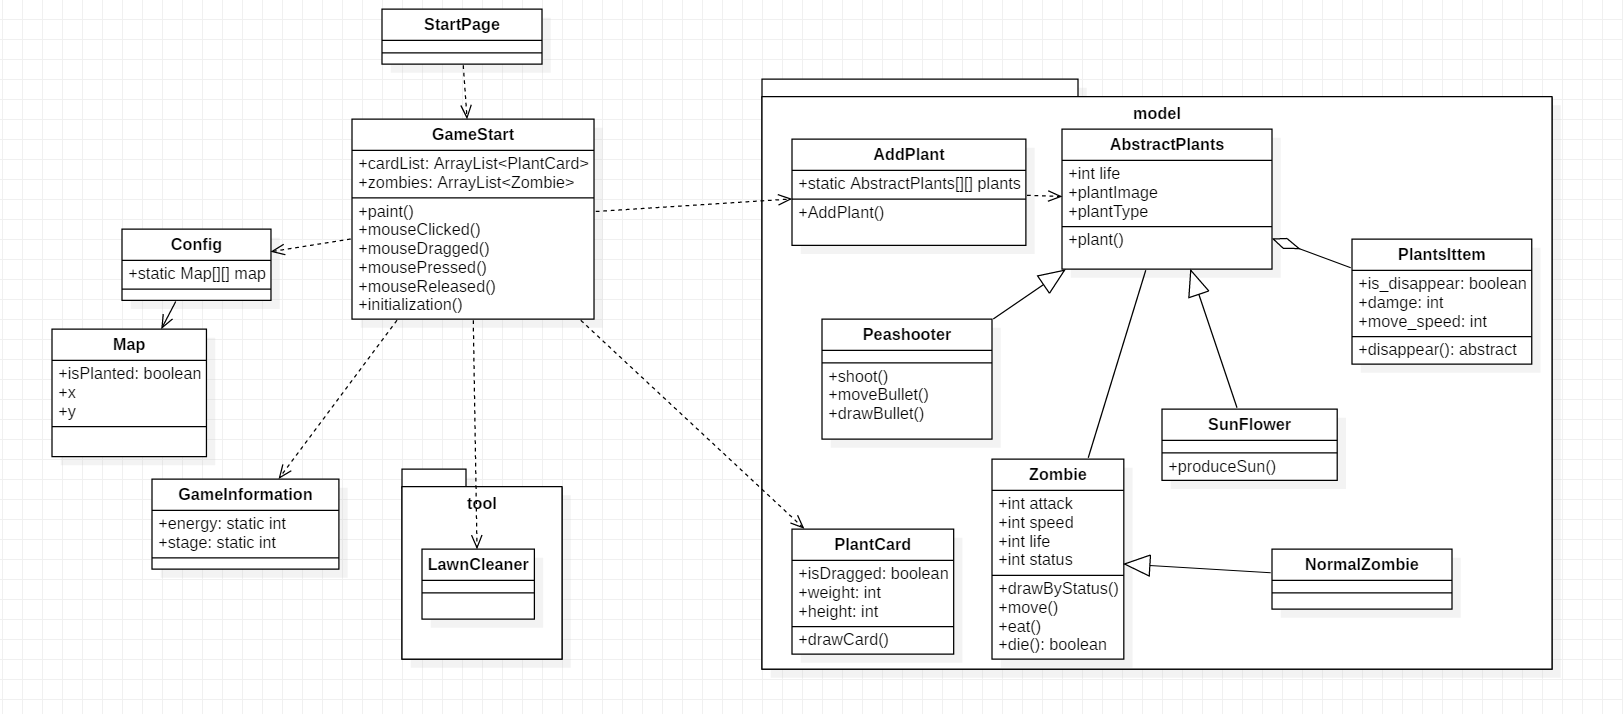 StartPage
GameStart
+cardList: ArrayList<PlantCard>
+zombies: ArrayList<Zombie>
+paint()
+mouseClicked()
+mouseDragged()
+mousePressed()
+mouseReleased()
+initialization()
Config
+static Map[][] map
Map
+isPlanted: boolean
+x
+y
GameInformation
+energy: static int
+stage: static int
tool
LawnCleaner
model
AddPlant
+static AbstractPlants[][] plants
+AddPlant()
AbstractPlants
+int life
+plantImage
+plantType
+plant()
PlantsIttem
+is_disappear: boolean
+damge: int
+move_speed: int
+disappear(): abstract
Peashooter
+shoot()
+moveBullet()
+drawBullet()
SunFlower
+produceSun()
Zombie
+int attack
+int speed
+int life
+int status
+drawByStatus()
+move()
+eat()
+die(): boolean
PlantCard
+isDragged: boolean
+weight: int
+height: int
+drawCard()
NormalZombie